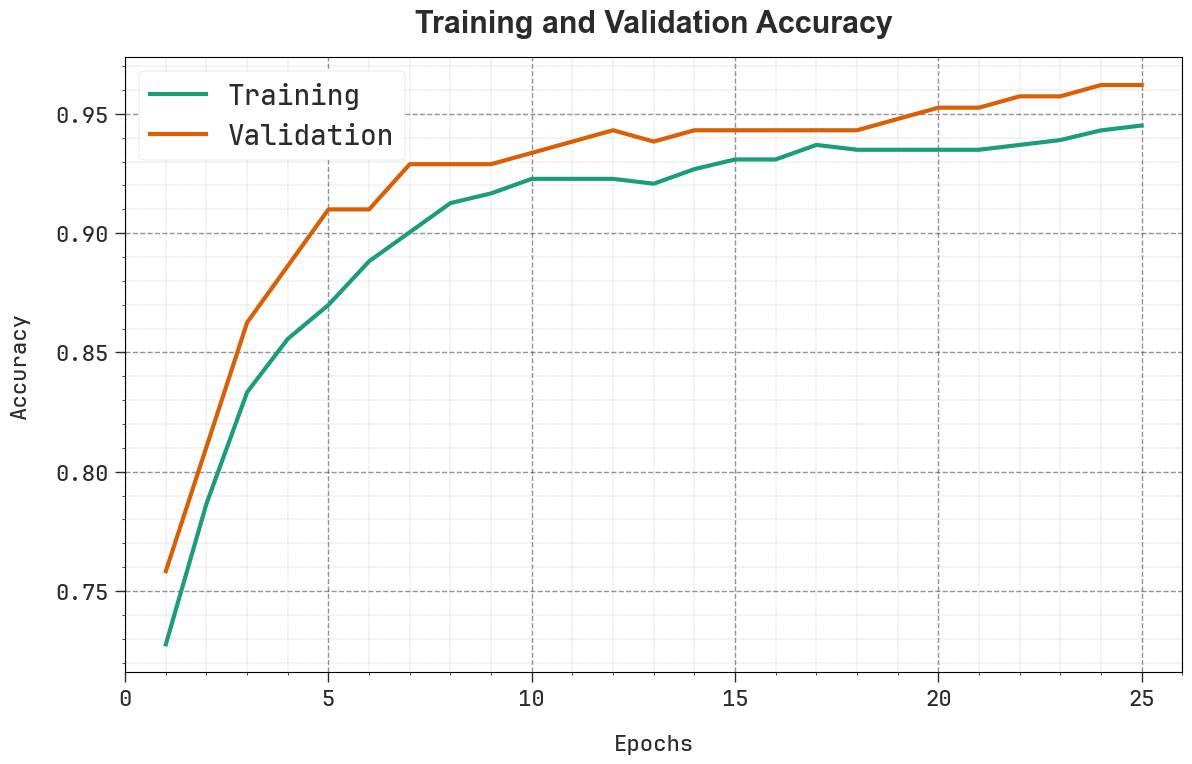 Training and Validation Accuracy
Training
Validation
Accuracy
0.95
0.90
0.85
0.80
0.75
0 5 10 15 20 25
Epochs